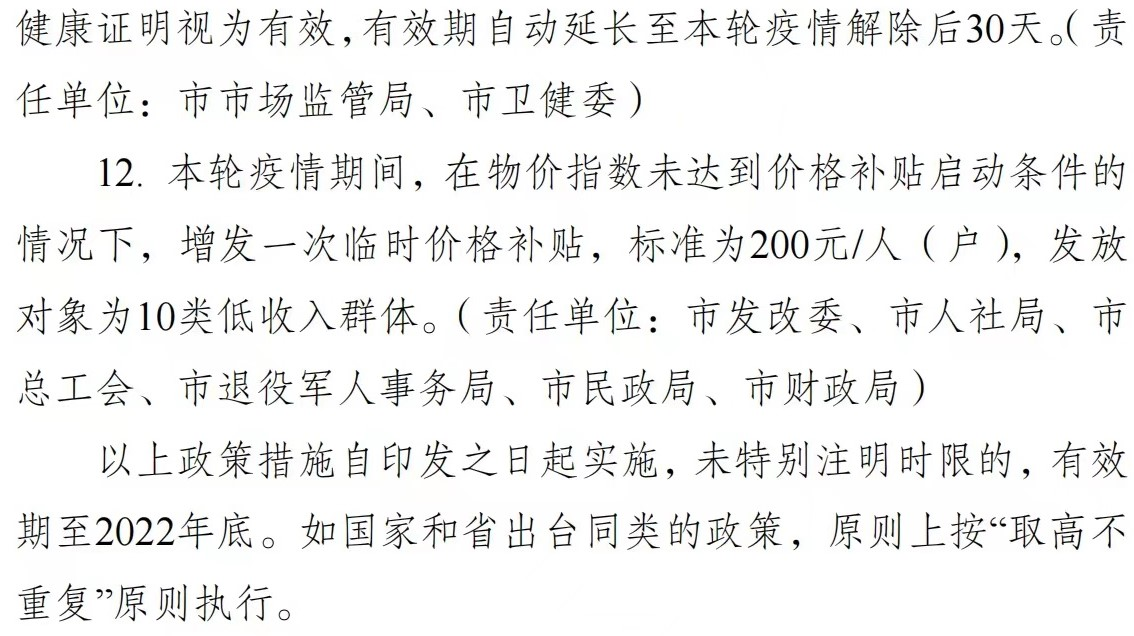 健康证明视为有效,有效期自动延长至本轮疫情解除后30天。(责
任单位：市市场监管局、市卫健委）
12. 本轮疫情期间，在物价指数未达到价格补贴启动条件的
情况下，增发一次临时价格补贴，标准为200元/人（户），发放
对象为10类低收入群体。（责任单位：市发改委、市人社局、市
总工会、市退役军人事务局、市民政局、市财政局）
以上政策措施自印发之日起实施，未特别注明时限的，有效
期至2022年底。如国家和省出台同类的政策，原则上按“取高不
重复”原则执行。